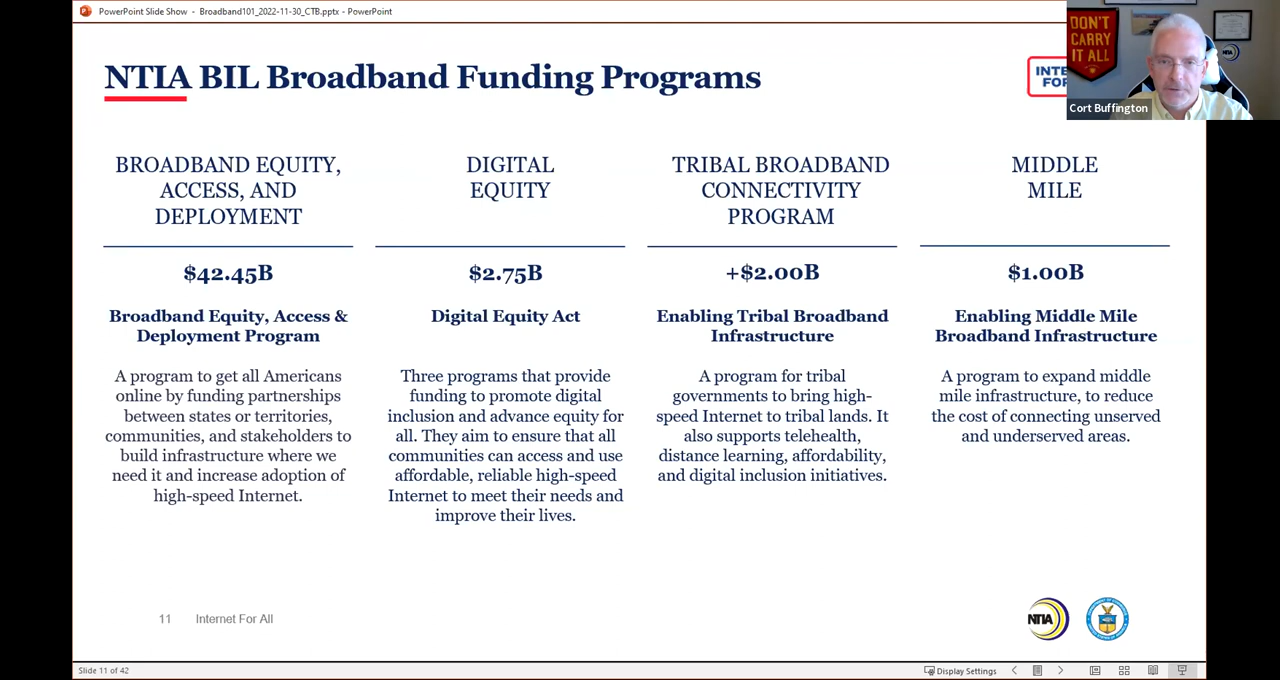 PowerPoint Slide Show - Broadband101_2022-11-30_CTB.pptx - PowerPoint
DON'T
CARRY
IT ALL
NTIA BIL Broadband Funding Programs
INTE
FOR
Cort Buffington
BROADBAND EQUITY,
ACCESS, AND
DEPLOYMENT
$42.45B
Broadband Equity, Access &
Deployment Program
A program to get all Americans
online by funding partnerships
between states or territories,
communities, and stakeholders to
build infrastructure where we
need it and increase adoption of
high-speed Internet.
DIGITAL
EQUITY
$2.75B
Digital Equity Act
Three programs that provide
funding to promote digital
inclusion and advance equity for
all. They aim to ensure that all
communities can access and use
affordable, reliable high-speed
Internet to meet their needs and
improve their lives.
TRIBAL BROADBAND
CONNECTIVITY
PROGRAM
+$2.00B
Enabling Tribal Broadband
Infrastructure
A program for tribal
governments to bring high-
speed Internet to tribal lands. It
also supports telehealth,
distance learning, affordability,
and digital inclusion initiatives.
MIDDLE
MILE
$1.00B
Enabling Middle Mile
Broadband Infrastructure
A program to expand middle
mile infrastructure, to reduce
the cost of connecting unserved
and underserved areas.
11 Internet For All
NTIA
Slide 11 of 42
Display Settings